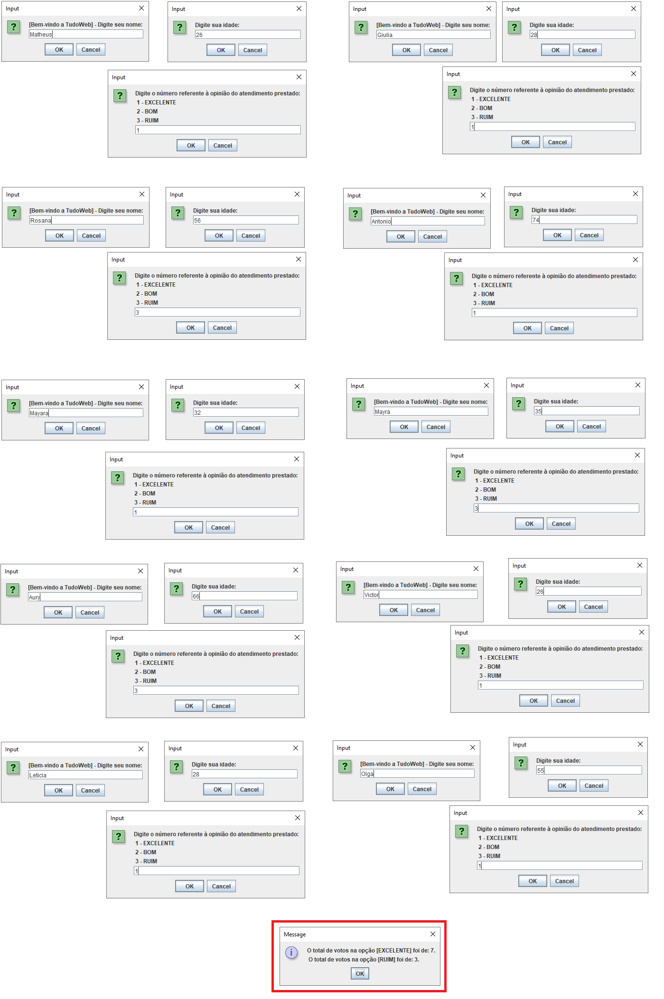 Input
[Bem-vindo a TudoWeb] - Digite seu nome:
Matheus
OK Cancel
Input
Digite sua idade:
26
OK Cancel
Input
Digite o número referente à opinião do atendimento prestado:
1 - EXCELENTE
2 - BOM
3 - RUIM
1
OK Cancel
Input
[Bem-vindo a TudoWeb] - Digite seu nome:
Giulia
OK Cancel
Input
Digite sua idade:
28
OK Cancel
Input
Digite o número referente à opinião do atendimento prestado:
1 - EXCELENTE
2 - BOM
3 - RUIM
1
OK Cancel
Input
[Bem-vindo a TudoWeb] - Digite seu nome:
Rosana
OK Cancel
Input
Digite sua idade:
56
OK Cancel
Input
Digite o número referente à opinião do atendimento prestado:
1 - EXCELENTE
2 - BOM
3 - RUIM
3
OK Cancel
Input
[Bem-vindo a TudoWeb] - Digite seu nome:
Antonio
OK Cancel
Input
Digite sua idade:
74
OK Cancel
Input
Digite o número referente à opinião do atendimento prestado:
1 - EXCELENTE
2 - BOM
3 - RUIM
1
OK Cancel
Input
[Bem-vindo a TudoWeb] - Digite seu nome:
Mayara
OK Cancel
Input
Digite sua idade:
32
OK Cancel
Input
Digite o número referente à opinião do atendimento prestado:
1 - EXCELENTE
2 - BOM
3 - RUIM
1
OK Cancel
Input
[Bem-vindo a TudoWeb] - Digite seu nome:
Mayra
OK Cancel
Input
Digite sua idade:
35
OK Cancel
Input
Digite o número referente à opinião do atendimento prestado:
1 - EXCELENTE
2 - BOM
3 - RUIM
3
OK Cancel
Input
[Bem-vindo a TudoWeb] - Digite seu nome:
Aury
OK Cancel
Input
Digite sua idade:
66
OK Cancel
Input
Digite o número referente à opinião do atendimento prestado:
1 - EXCELENTE
2 - BOM
3 - RUIM
3
OK Cancel
Input
[Bem-vindo a TudoWeb] - Digite seu nome:
Victor
OK Cancel
Input
Digite sua idade:
26
OK Cancel
Input
Digite o número referente à opinião do atendimento prestado:
1 - EXCELENTE
2 - BOM
3 - RUIM
1
OK Cancel
Input
[Bem-vindo a TudoWeb] - Digite seu nome:
Leticia
OK Cancel
Input
Digite sua idade:
28
OK Cancel
Input
Digite o número referente à opinião do atendimento prestado:
1 - EXCELENTE
2 - BOM
3 - RUIM
1
OK Cancel
Input
[Bem-vindo a TudoWeb] - Digite seu nome:
Olga
OK Cancel
Input
Digite sua idade:
55
OK Cancel
Input
Digite o número referente à opinião do atendimento prestado:
1 - EXCELENTE
2 - BOM
3 - RUIM
1
OK Cancel
Message
O total de votos na opção [EXCELENTE] foi de: 7.
O total de votos na opção [RUIM] foi de: 3.
OK